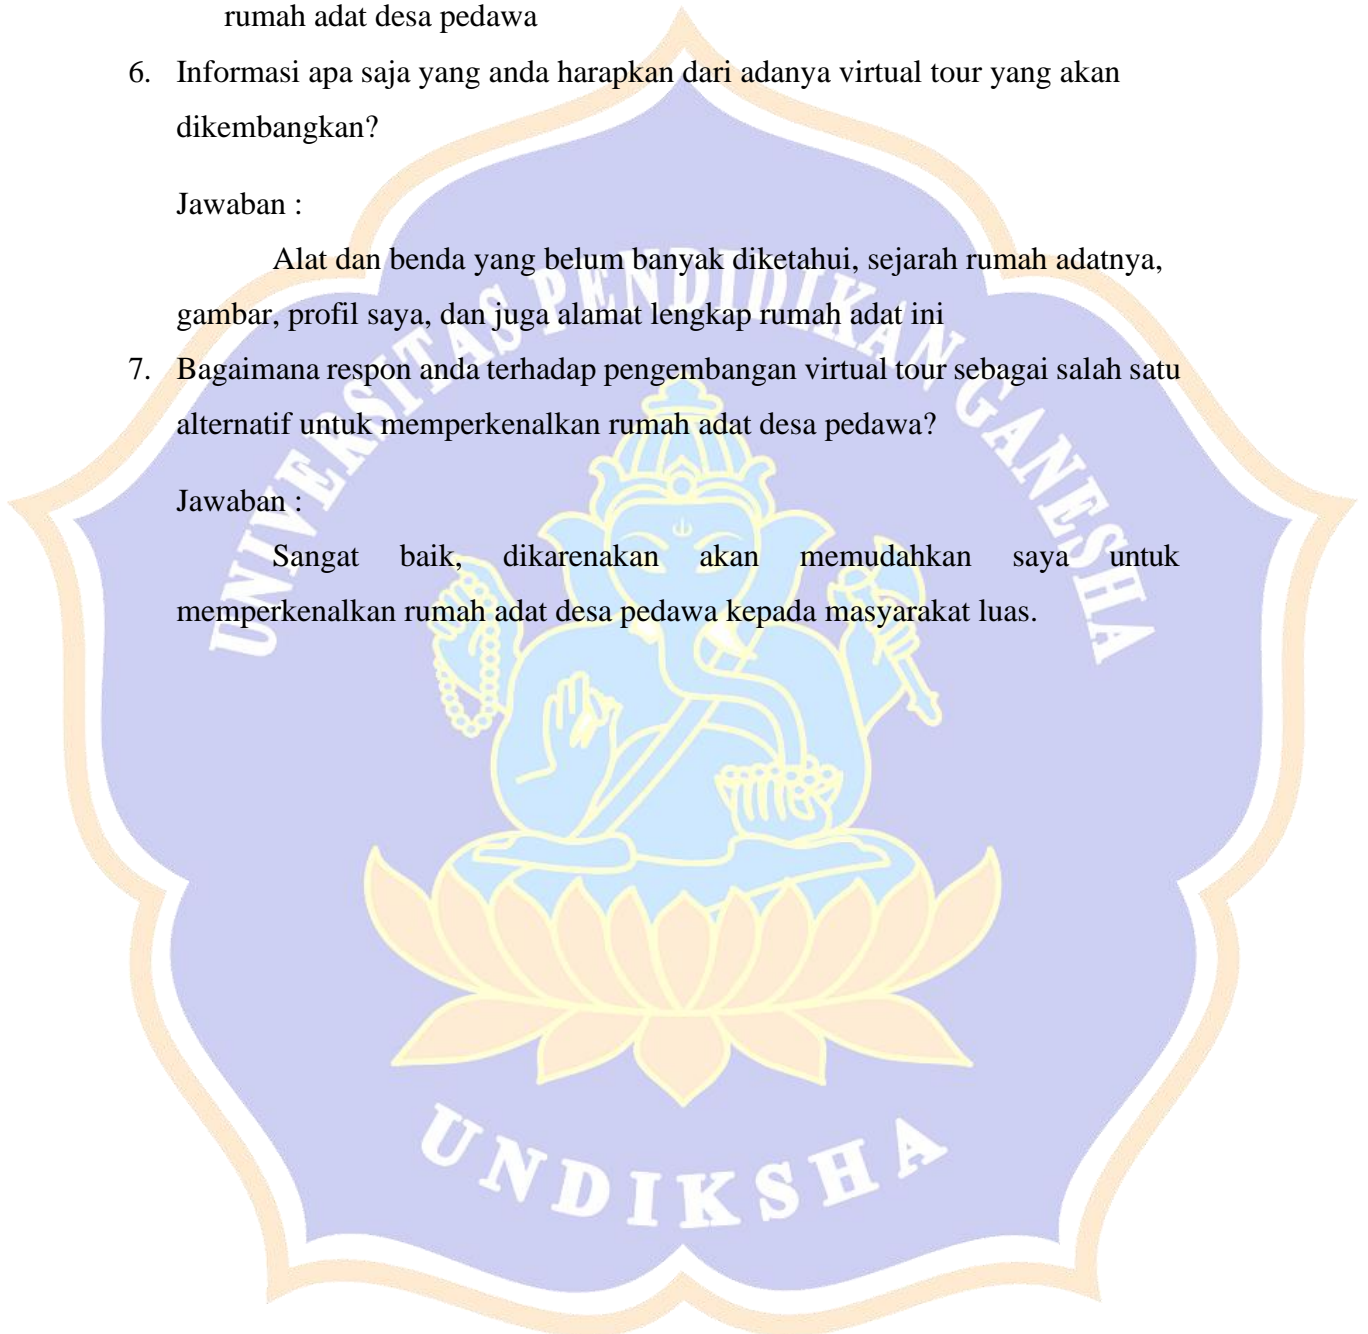 rumah adat desa pedawa
6. Informasi apa saja yang anda harapkan dari adanya virtual tour yang akan
dikembangkan?
Jawaban :
Alat dan benda yang belum banyak diketahui, sejarah rumah adatnya,
gambar, profil saya, dan juga alamat lengkap rumah adat ini
7. Bagaimana respon anda terhadap pengembangan virtual tour sebagai salah satu
alternatif untuk memperkenalkan rumah adat desa pedawa?
Jawaban :
Sangat baik, dikarenakan akan memudahkan saya untuk
memperkenalkan rumah adat desa pedawa kepada masyarakat luas.
UNIVERSITAS PENDIDIKAN GANESHA
UNDIKSHA